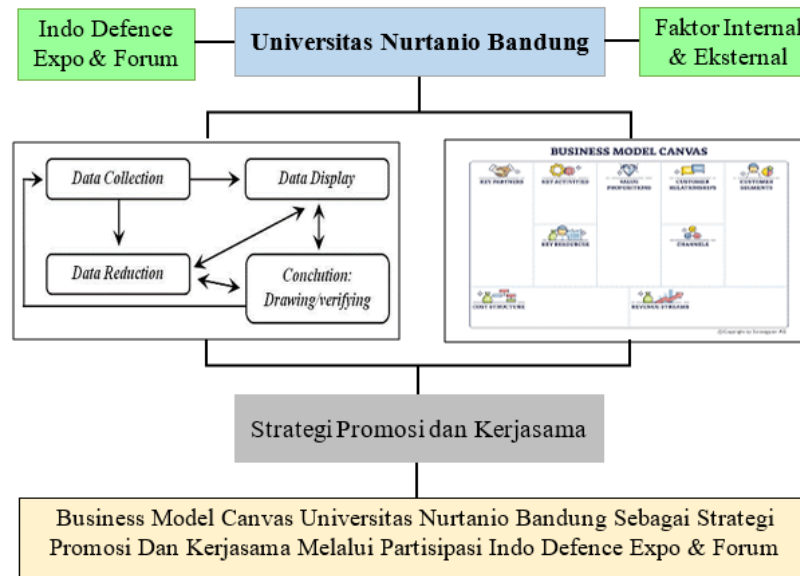 Indo Defence
Expo & Forum
Universitas Nurtanio Bandung
Faktor Internal
& Eksternal
Data Collection
Data Display
Data Reduction
Conclution:
Drawing/verifying
BUSINESS MODEL CANVAS
KEY PARTNERS
KEY ACTIVITIES
VALUE
PROPOSITIONS
CUSTOMER
RELATIONSHIPS
CUSTOMER
SEGMENTS
KEY RESOURCES
CHANNELS
COST STRUCTURE
REVENUE STREAMS
Strategi Promosi dan Kerjasama
Business Model Canvas Universitas Nurtanio Bandung Sebagai Strategi
Promosi Dan Kerjasama Melalui Partisipasi Indo Defence Expo & Forum